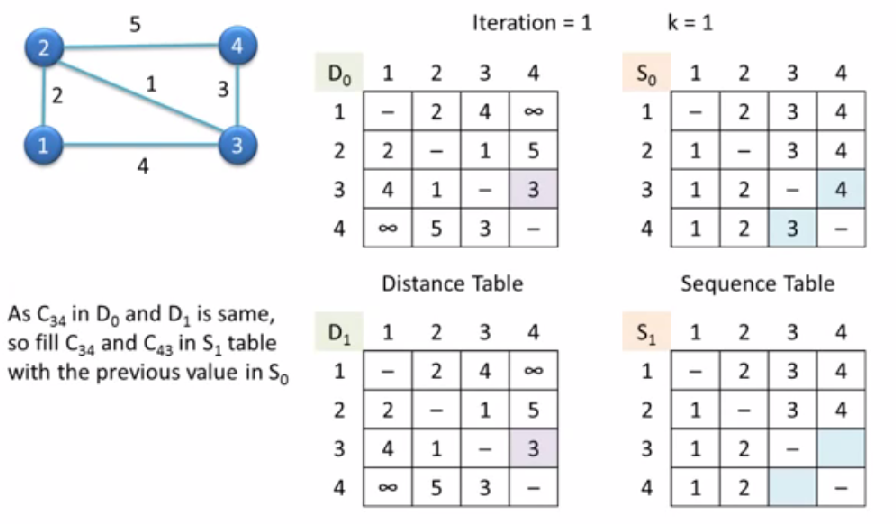 Iteration = 1 k = 1
5
2 4
2 1 3
1 3
4
D₀ 1 2 3 4
1 – 2 4 ∞
2 2 – 1 5
3 4 1 – 3
4 ∞ 5 3 –
S₀ 1 2 3 4
1 – 2 3 4
2 1 – 3 4
3 1 2 – 4
4 1 2 3 –
Distance Table
Sequence Table
As C₃₄ in D₀ and D₁ is same,
so fill C₃₄ and C₄₃ in S₁ table
with the previous value in S₀
D₁ 1 2 3 4
1 – 2 4 ∞
2 2 – 1 5
3 4 1 – 3
4 ∞ 5 3 –
S₁ 1 2 3 4
1 – 2 3 4
2 1 – 3 4
3 1 2 –
4 1 2 –